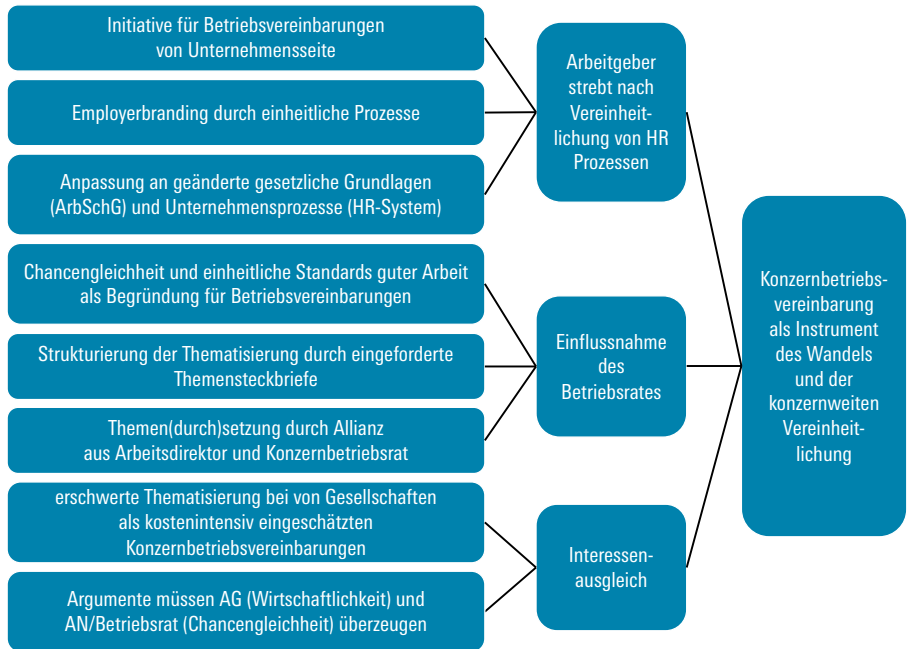 Initiative für Betriebsvereinbarungen
von Unternehmensseite
Employerbranding durch einheitliche Prozesse
Anpassung an geänderte gesetzliche Grundlagen
(ArbSchG) und Unternehmensprozesse (HR-System)
Arbeitgeber
strebt nach
Vereinheit-
lichung von HR
Prozessen
Chancengleichheit und einheitliche Standards guter Arbeit
als Begründung für Betriebsvereinbarungen
Strukturierung der Thematisierung durch eingeforderte
Themensteckbriefe
Themen(durch)setzung durch Allianz
aus Arbeitsdirektor und Konzernbetriebsrat
Einflussnahme
des
Betriebsrates
erschwerte Thematisierung bei von Gesellschaften
als kostenintensiv eingeschätzten
Konzernbetriebsvereinbarungen
Argumente müssen AG (Wirtschaftlichkeit) und
AN/Betriebsrat (Chancengleichheit) überzeugen
Interessen-
ausgleich
Konzernbetriebs-
vereinbarung
als Instrument
des Wandels
und der
konzernweiten
Vereinheit-
lichung